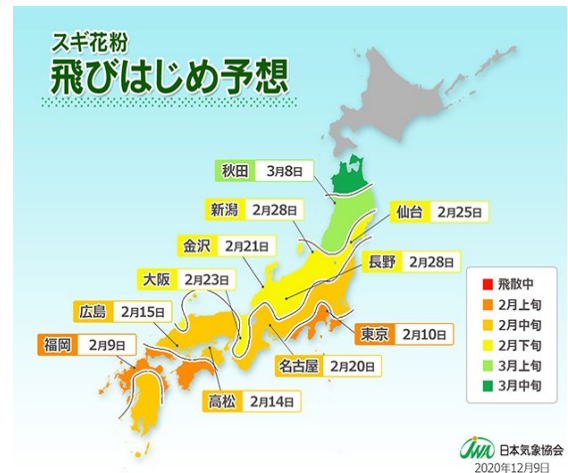 スギ花粉
飛びはじめ予想
秋田 3月8日
新潟 2月28日
仙台 2月25日
金沢 2月21日
長野 2月28日
大阪 2月23日
広島 2月15日
福岡 2月9日
東京 2月10日
名古屋 2月20日
高松 2月14日
飛散中
2月上旬
2月中旬
2月下旬
3月上旬
3月中旬
JWA 日本気象協会
2020年12月9日